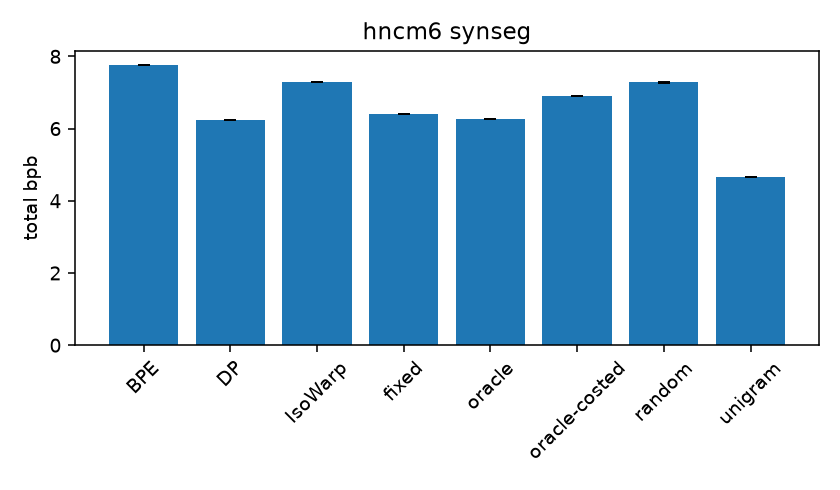 hncm6 synseg
total bpb
8
6
4
2
0
BPE
DP
IsoWarp
fixed
oracle
oracle-costed
random
unigram